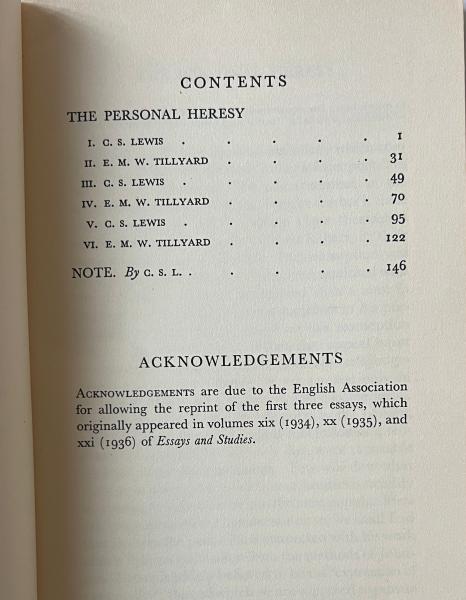 CONTENTS
THE PERSONAL HERESY
I. C. S. LEWIS . . . . . 1
II. E. M. W. TILLYARD . . . . 31
III. C. S. LEWIS . . . . . 49
IV. E. M. W. TILLYARD . . . . 70
V. C. S. LEWIS . . . . . 95
VI. E. M. W. TILLYARD . . . . 122
NOTE. By C. S. L. . . . . . 146
ACKNOWLEDGEMENTS
ACKNOWLEDGEMENTS are due to the English Association
for allowing the reprint of the first three essays, which
originally appeared in volumes xix (1934), xx (1935), and
xxi (1936) of Essays and Studies.